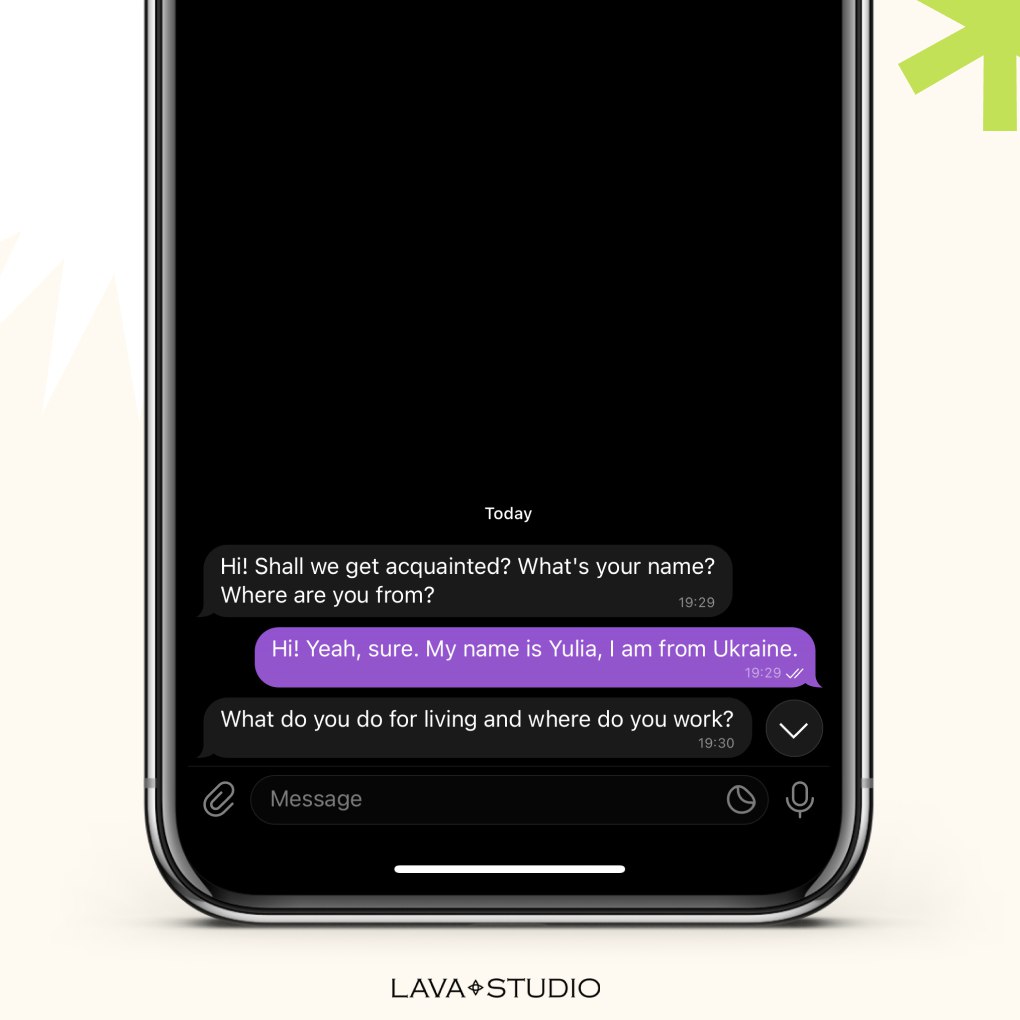 Today
Hi! Shall we get acquainted? What's your name?
Where are you from?
19:29
Hi! Yeah, sure. My name is Yulia, I am from Ukraine.
19:29
What do you do for living and where do you work?
19:30
Message
LAVA STUDIO